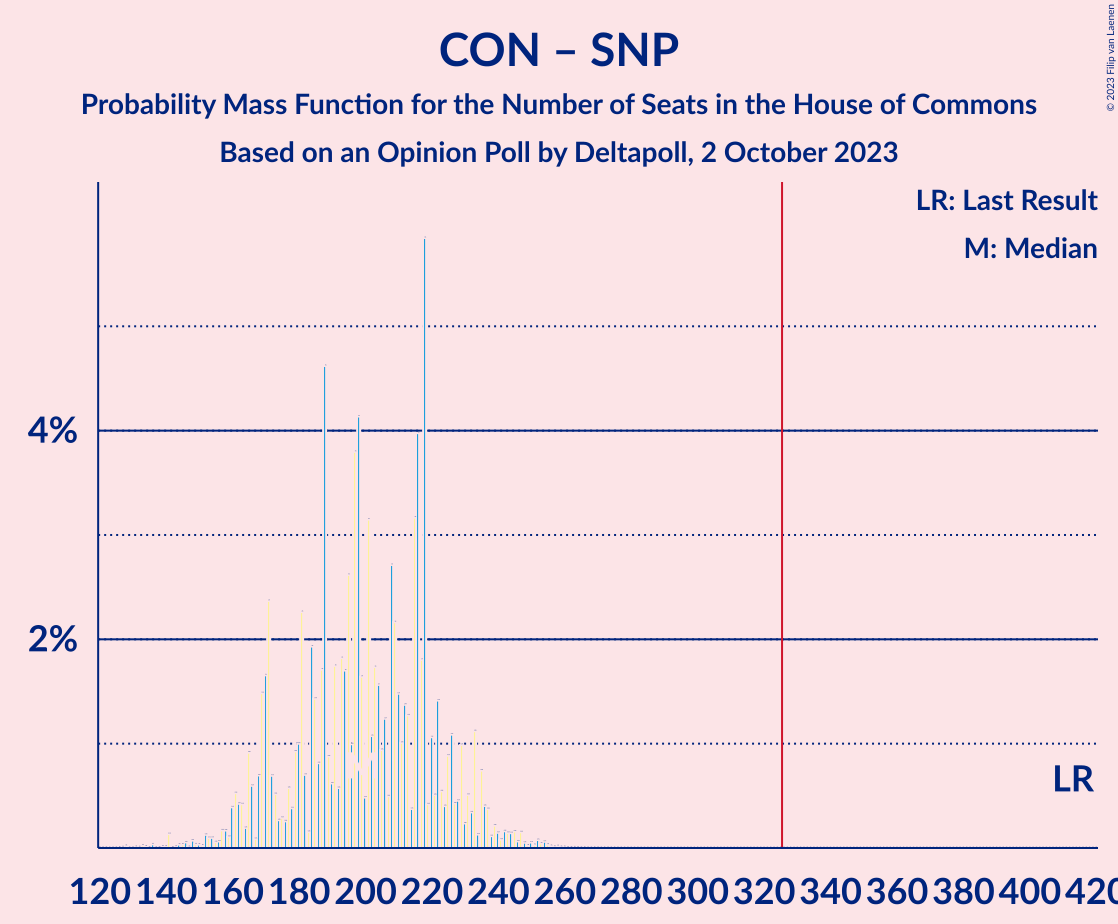 CON – SNP
Probability Mass Function for the Number of Seats in the House of Commons
Based on an Opinion Poll by Deltapoll, 2 October 2023
© 2023 Filip van Laenen
LR: Last Result
M: Median
4%
2%
LR
120 140 160 180 200 220 240 260 280 300 320 340 360 380 400 420